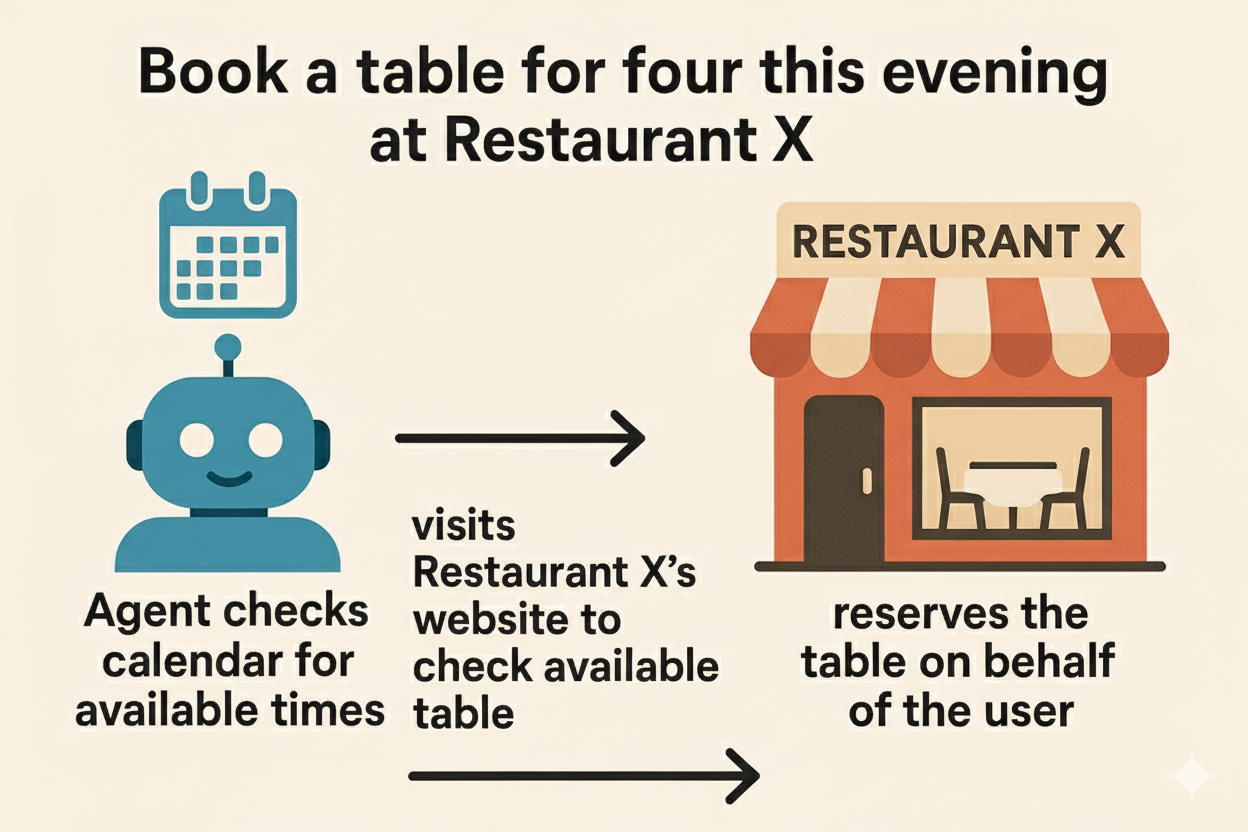 Book a table for four this evening
at Restaurant X
RESTAURANT X
Agent checks
calendar for
available times
visits
Restaurant X’s
website to
check available
table
reserves the
table on behalf
of the user